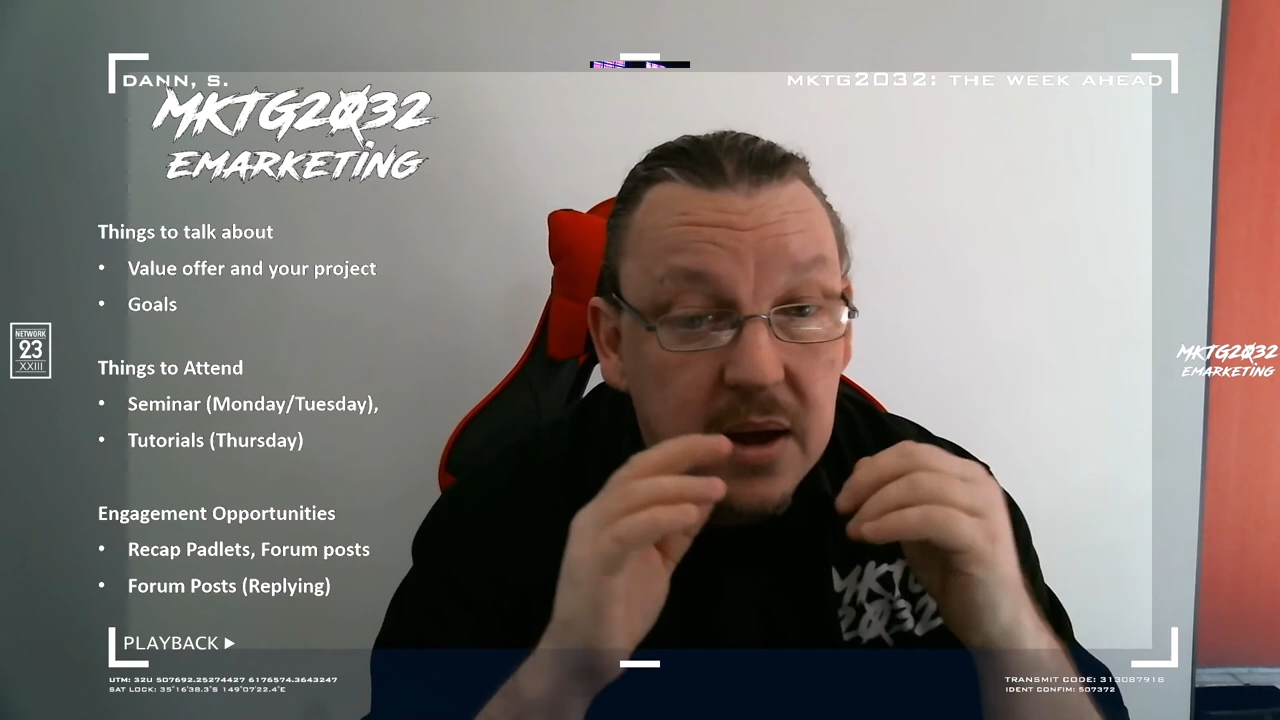 DANN, S.
MKTG2032: THE WEEK AHEAD
MKTG2032
EMARKETING
Things to talk about
• Value offer and your project
• Goals
Things to Attend
• Seminar (Monday/Tuesday),
• Tutorials (Thursday)
Engagement Opportunities
• Recap Padlets, Forum posts
• Forum Posts (Replying)
NETWORK
23
XXIII
MKTG2032
EMARKETING
MKTG
2032
PLAYBACK
UTM: 32U 507692.25274427 6176574.3643247
SAT LOCK: 35°16'38.3"S 149°07'22.4"E
TRANSMIT CODE: 313087918
IDENT CONFIM: 507372